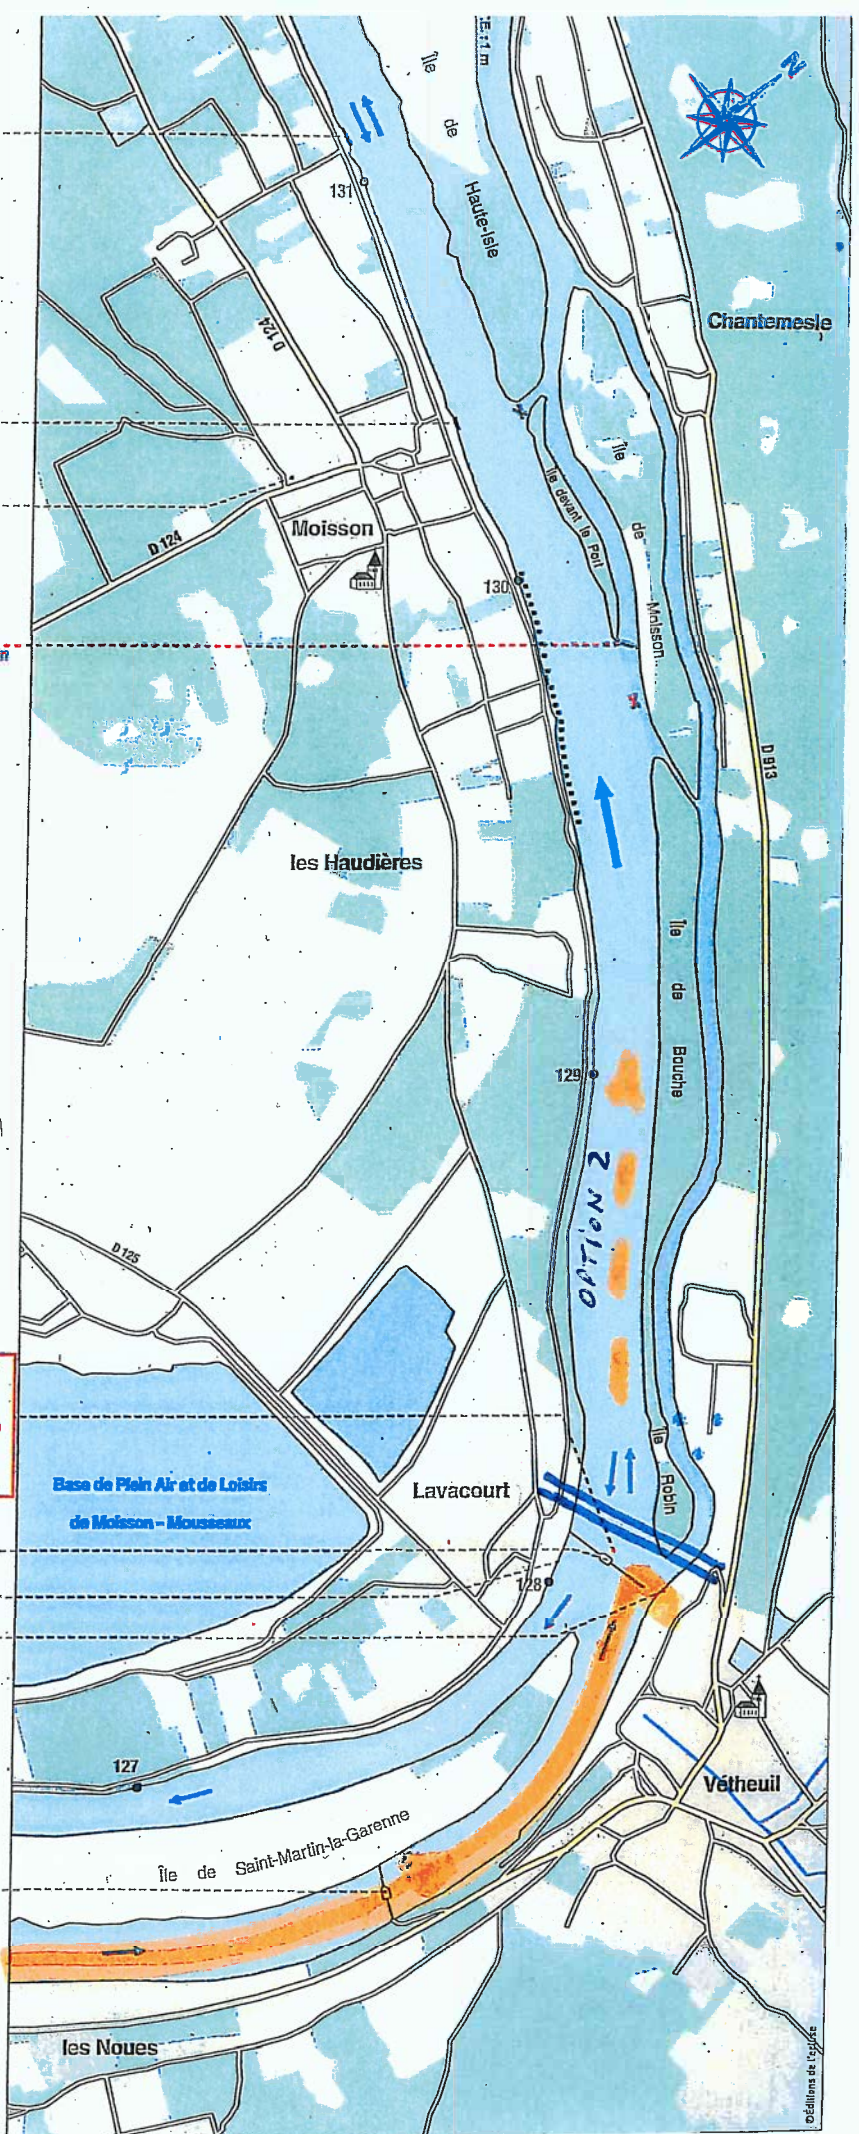 Île
de
Haute-Isle
E. : 1 m
N
131
Chantemesle
D 124
Île
de
Moisson
Ile devant le Port
Moisson
D 124
130
D 913
les Haudières
Île
de
Bouche
129
OPTION 2
D 125
Base de Plein Air et de Loisirs
de Moisson - Mousseaux
Lavacourt
Île
Robin
128
127
Vétheuil
Île de Saint-Martin-la-Garenne
les Noues
©Éditions de l'écluse